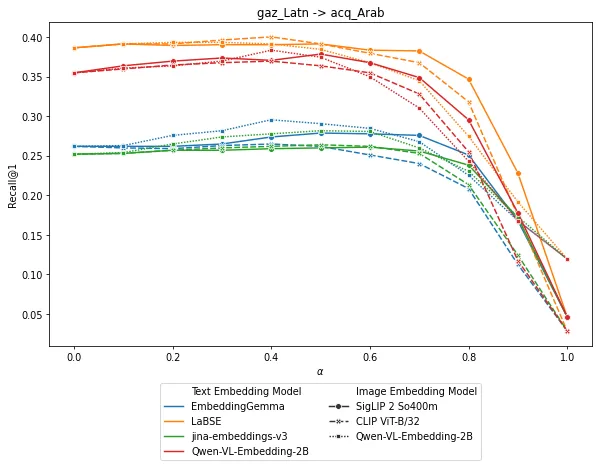 gaz_Latn -> acq_Arab
Recall@1
0.40
0.35
0.30
0.25
0.20
0.15
0.10
0.05
0.0 0.2 0.4 0.6 0.8 1.0
α
Text Embedding Model
EmbeddingGemma
LaBSE
jina-embeddings-v3
Qwen-VL-Embedding-2B
Image Embedding Model
SigLIP 2 So400m
CLIP ViT-B/32
Qwen-VL-Embedding-2B